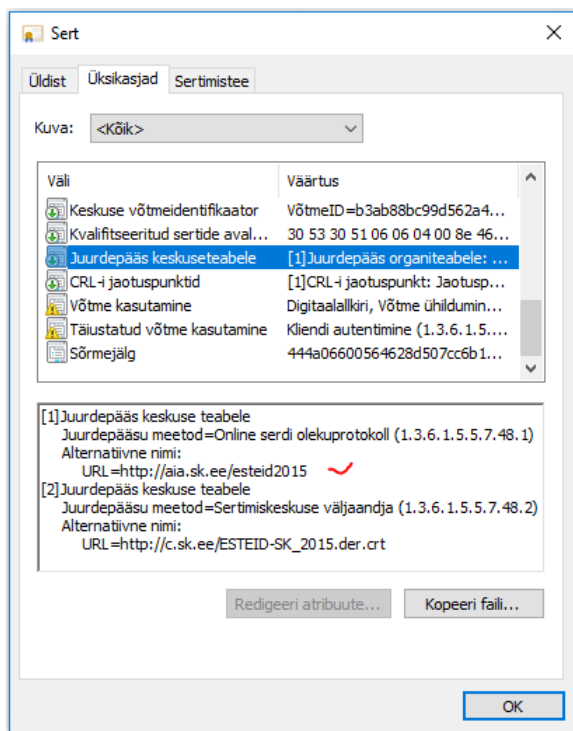 Sert
Üldist Üksikasjad Sertimistee
Kuva: <Kõik>
Väli Väärtus
Keskuse võtmeidentifikaator VõtmeID=b3ab88bc99d562a4...
Kvalifitseeritud sertide aval... 30 53 30 51 06 06 04 00 8e 46...
Juurdepääs keskuseteabele [1]Juurdepääs organiteabele: ...
CRL-i jaotuspunktid [1]CRL-i jaotuspunkt: Jaotusp...
Võtme kasutamine Digitaalallkiri, Võtme ühildumin...
Täiustatud võtme kasutamine Kliendi autentimine (1.3.6.1.5....
Sõrmejälg 444a06600564628d507cc6b1...
[1]Juurdepääs keskuse teabele
Juurdepääsu meetod=Online serdi olekuprotokoll (1.3.6.1.5.5.7.48.1)
Alternatiivne nimi:
URL=http://aia.sk.ee/esteid2015
[2]Juurdepääs keskuse teabele
Juurdepääsu meetod=Sertimiskeskuse väljaandja (1.3.6.1.5.5.7.48.2)
Alternatiivne nimi:
URL=http://c.sk.ee/ESTEID-SK_2015.der.crt
Redigeeri atribuute... Kopeeri faili...
OK